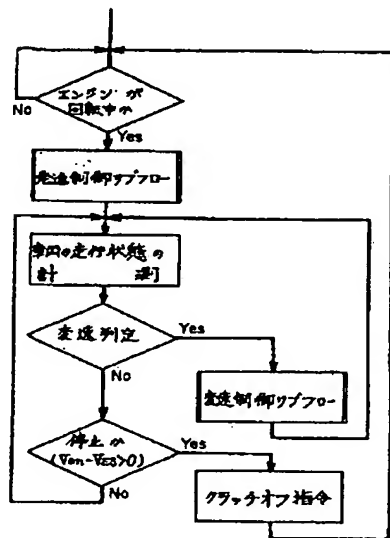 エンジンが
回転中か
No
Yes
発進制御サブフロー
車両の走行状態の
計 測
変速判定
Yes
No
変速制御サブフロー
停止か
Yes
No
クラッチオフ指令